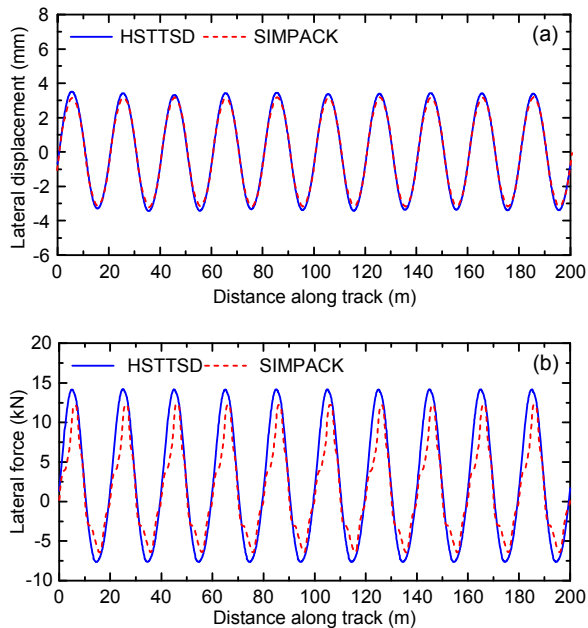 HSTTSD SIMPACK (a)
Lateral displacement (mm)
8
6
4
2
0
-2
-4
-6
0 20 40 60 80 100 120 140 160 180 200
Distance along track (m)
HSTTSD SIMPACK (b)
Lateral force (kN)
20
15
10
5
0
-5
-10
0 20 40 60 80 100 120 140 160 180 200
Distance along track (m)